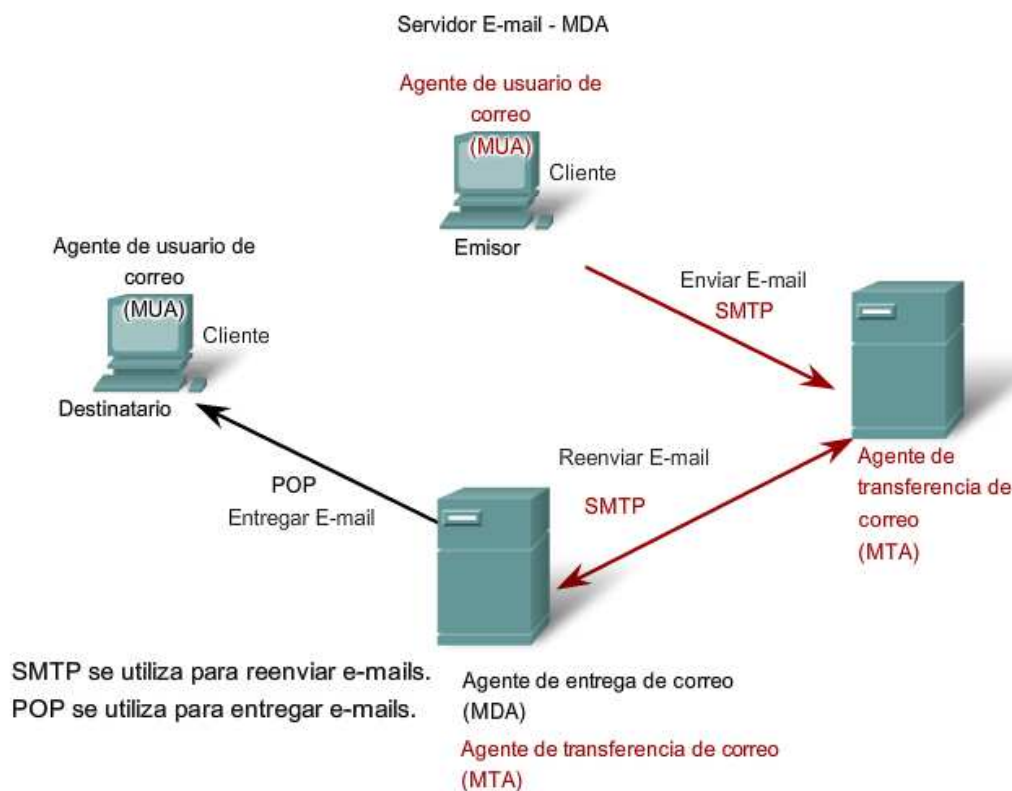 Servidor E-mail - MDA
Agente de usuario de
correo
(MUA)
Cliente
Emisor
Agente de usuario de
correo
(MUA)
Cliente
Destinatario
Enviar E-mail
SMTP
Agente de
transferencia de
correo
(MTA)
Reenviar E-mail
SMTP
POP
Entregar E-mail
SMTP se utiliza para reenviar e-mails.
POP se utiliza para entregar e-mails.
Agente de entrega de correo
(MDA)
Agente de transferencia de correo
(MTA)